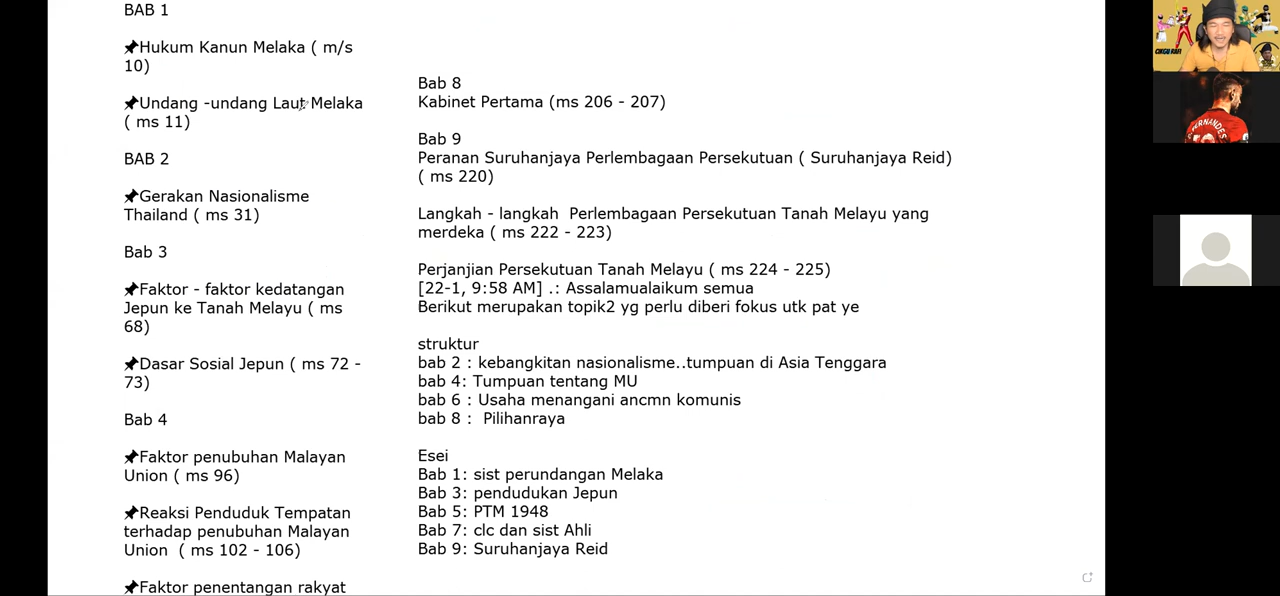 BAB 1
📌Hukum Kanun Melaka ( m/s
10)
📌Undang -undang Laut Melaka
( ms 11)
BAB 2
📌Gerakan Nasionalisme
Thailand ( ms 31)
Bab 3
📌Faktor - faktor kedatangan
Jepun ke Tanah Melayu ( ms
68)
📌Dasar Sosial Jepun ( ms 72 -
73)
Bab 4
📌Faktor penubuhan Malayan
Union ( ms 96)
📌Reaksi Penduduk Tempatan
terhadap penubuhan Malayan
Union  ( ms 102 - 106)
📌Faktor penentangan rakyat
Bab 8
Kabinet Pertama (ms 206 - 207)
Bab 9
Peranan Suruhanjaya Perlembagaan Persekutuan ( Suruhanjaya Reid)
( ms 220)
Langkah - langkah  Perlembagaan Persekutuan Tanah Melayu yang
merdeka ( ms 222 - 223)
Perjanjian Persekutuan Tanah Melayu ( ms 224 - 225)
[22-1, 9:58 AM] .: Assalamualaikum semua
Berikut merupakan topik2 yg perlu diberi fokus utk pat ye
struktur
bab 2 : kebangkitan nasionalisme..tumpuan di Asia Tenggara
bab 4: Tumpuan tentang MU
bab 6 : Usaha menangani ancmn komunis
bab 8 :  Pilihanraya
Esei
Bab 1: sist perundangan Melaka
Bab 3: pendudukan Jepun
Bab 5: PTM 1948
Bab 7: clc dan sist Ahli
Bab 9: Suruhanjaya Reid
CIKGU RAFI